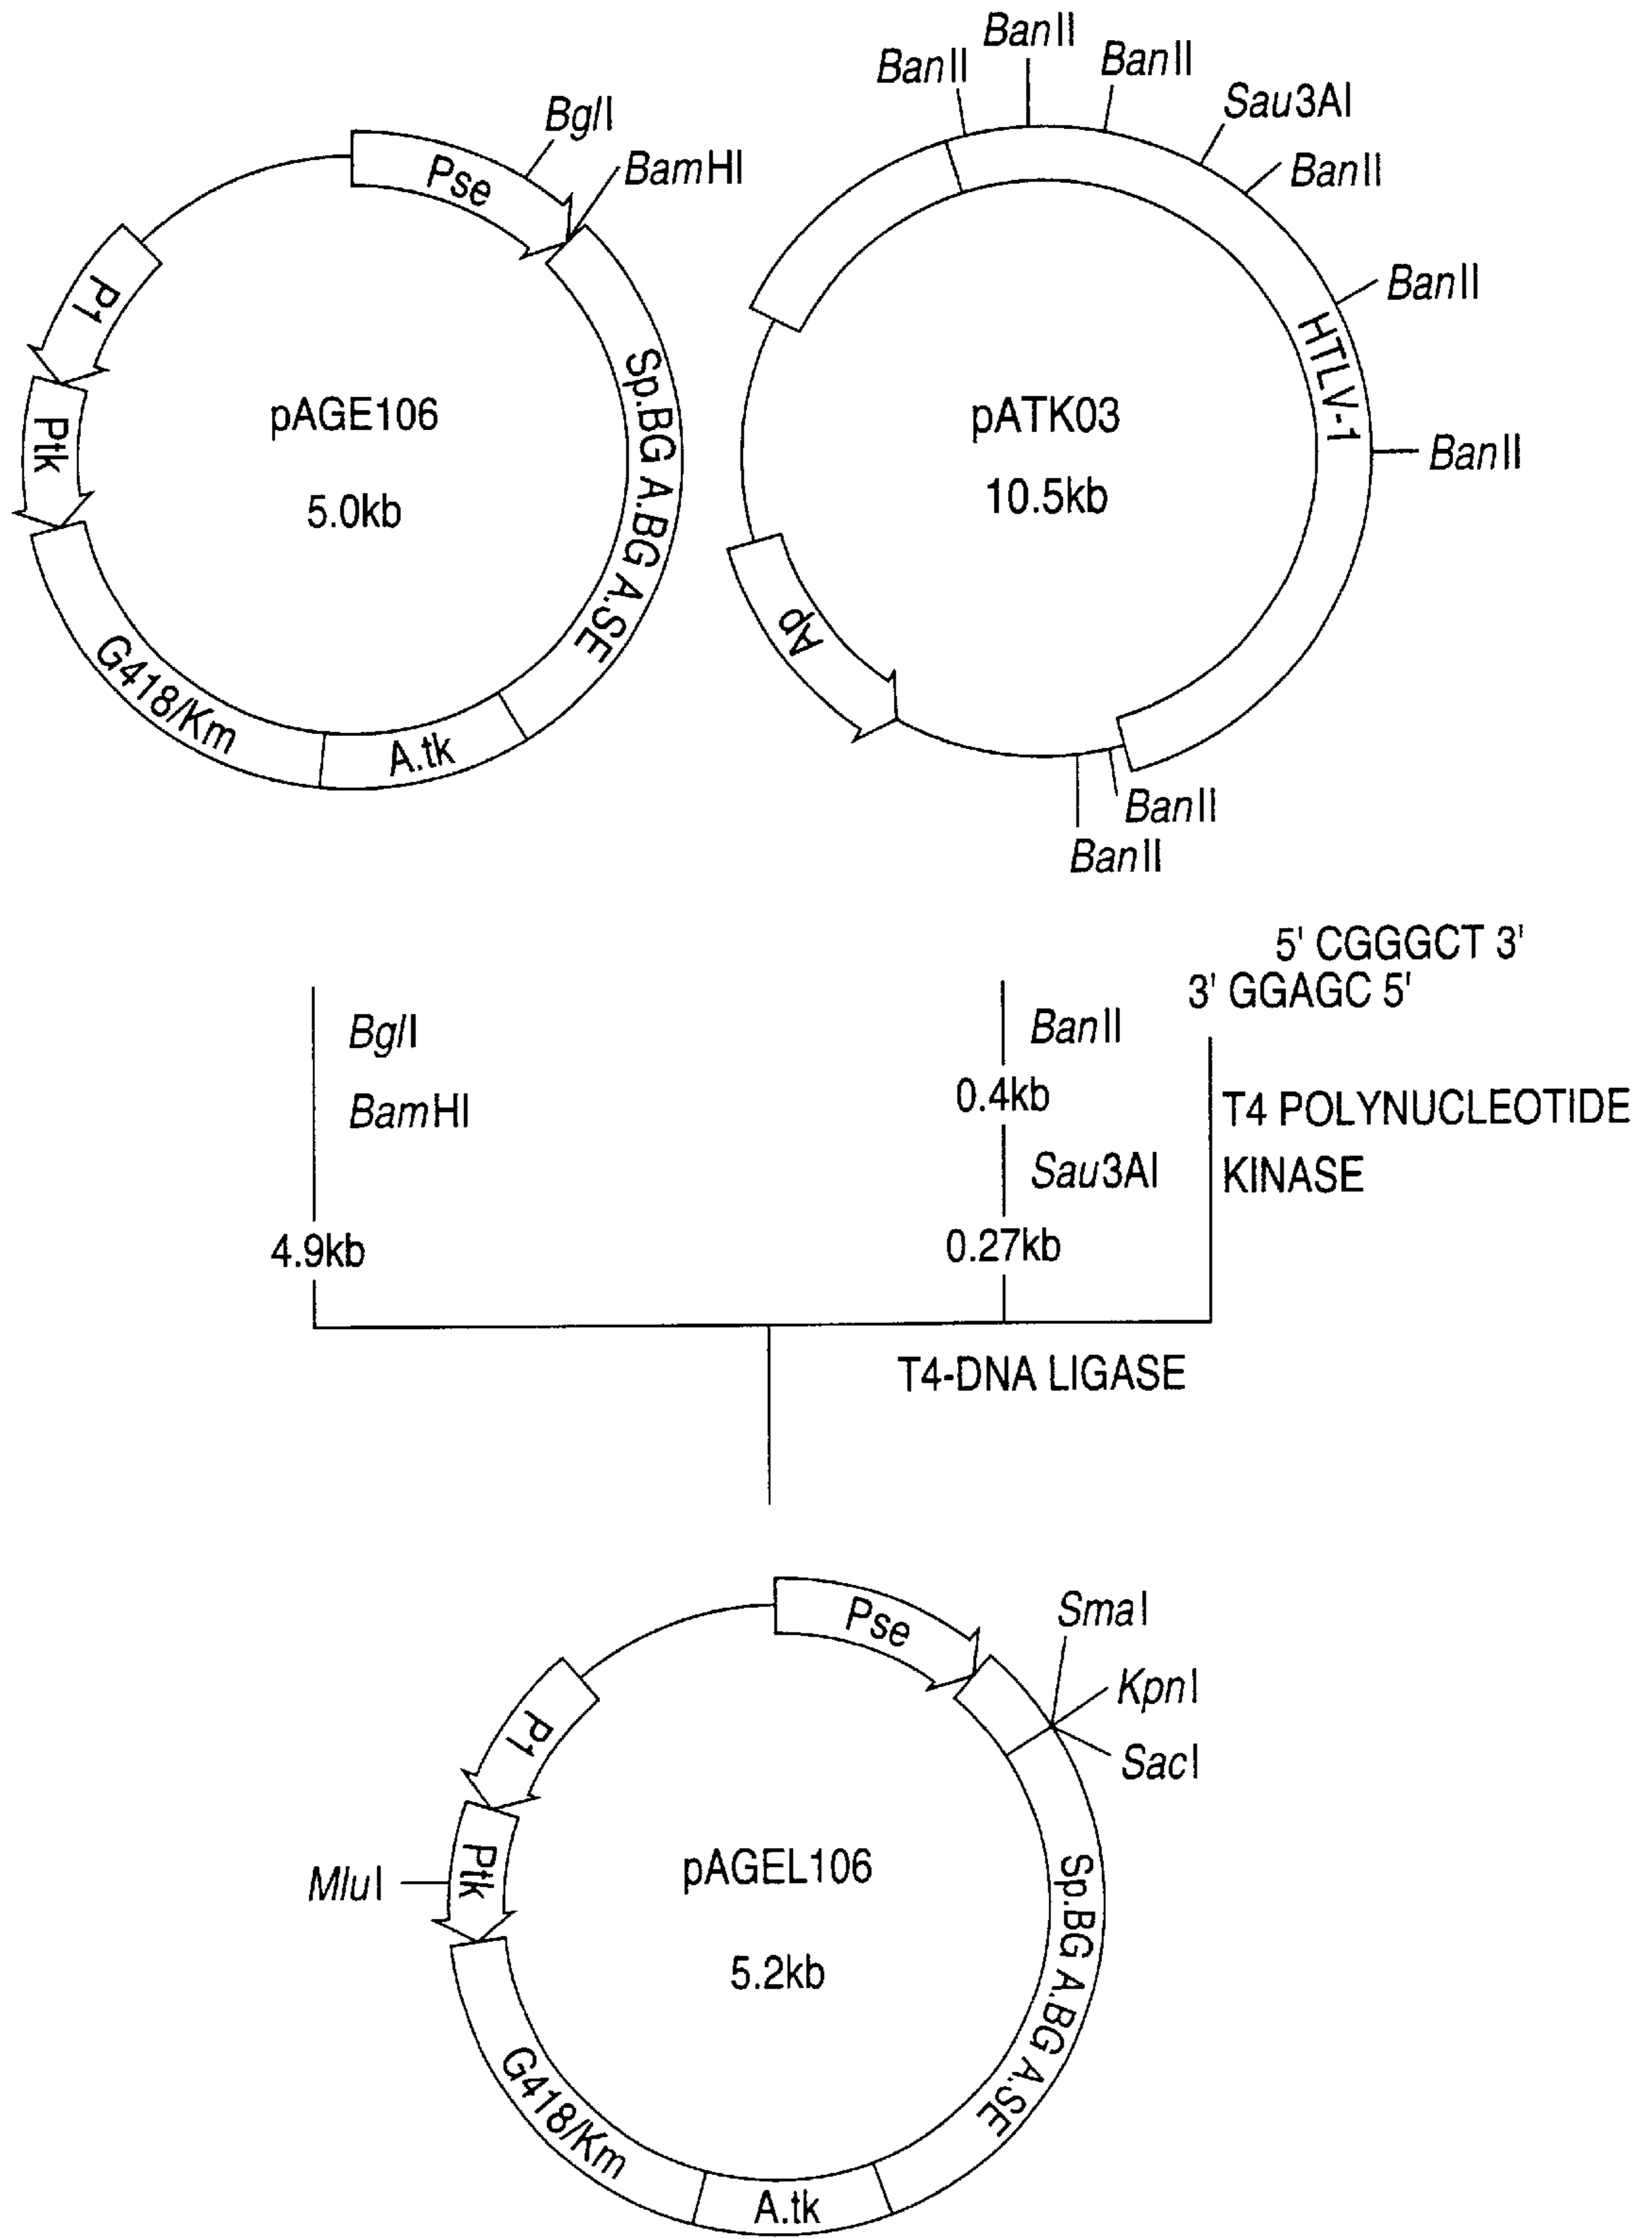 BglI
BamHI
Pse
P1
Ptk
G418/Km
A.tk
Sp.BG A.BG A.SE
pAGE106
5.0kb
BanII
BanII
BanII
Sau3AI
BanII
BanII
HTLV-1
BanII
pATK03
10.5kb
Ap
BanII
BanII
5' CGGGCT 3'
3' GGAGC 5'
BglI
BamHI
4.9kb
BanII
0.4kb
Sau3AI
0.27kb
T4 POLYNUCLEOTIDE
KINASE
T4-DNA LIGASE
Pse
SmaI
KpnI
SacI
P1
Ptk
MluI
pAGEL106
5.2kb
Sp.BG A.BG A.SE
G418/Km
A.tk